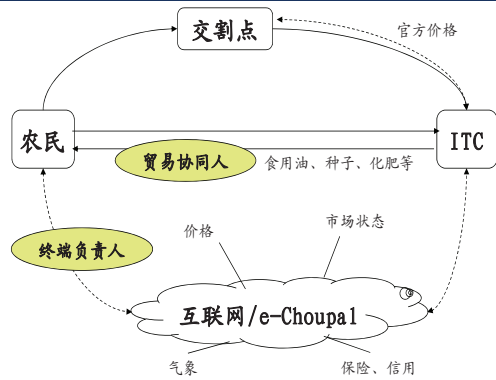 交割点
官方价格
农民
ITC
贸易协同人
食用油、种子、化肥等
终端负责人
价格
市场状态
互联网/e-Choupal
气象
保险、信用